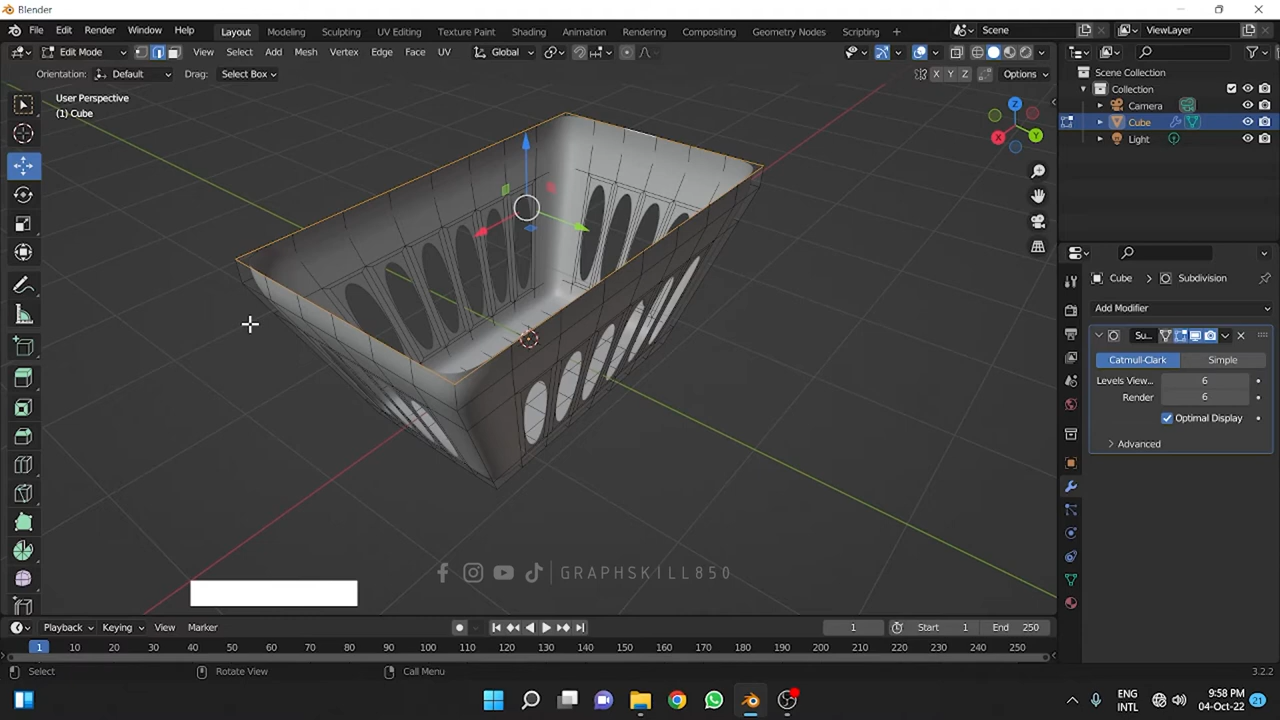 Blender
File Edit Render Window Help
Layout Modeling Sculpting UV Editing Texture Paint Shading Animation Rendering Compositing Geometry Nodes Scripting +
Scene
ViewLayer
Edit Mode View Select Add Mesh Vertex Edge Face UV
Global
Orientation: Default Drag: Select Box
X Y Z Options
User Perspective
(1) Cube
Z
Y
X
Scene Collection
Collection
Camera
Cube
Light
Cube Subdivision
Add Modifier
Su...
Catmull-Clark Simple
Levels View... 6
Render 6
Optimal Display
Advanced
GRAPHSKILL850
Playback Keying View Marker
1 Start 1 End 250
1 10 20 30 40 50 60 70 80 90 100 110 120 130 140 150 160 170 180 190 200 210 220 230 240 250
Select Rotate View Call Menu 3.2.2
ENG
INTL
9:58 PM
04-Oct-22
21